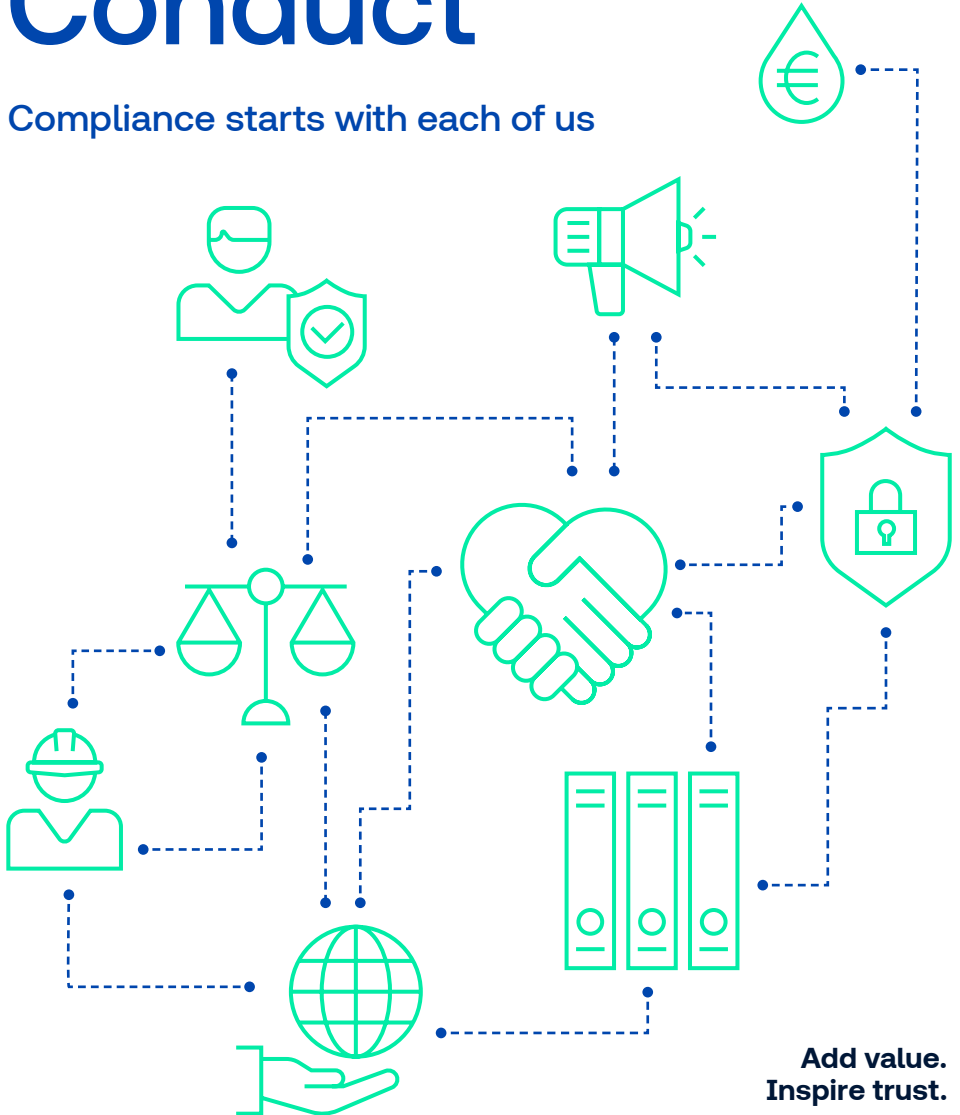 Conduct
Compliance starts with each of us
€
Add value.
Inspire trust.